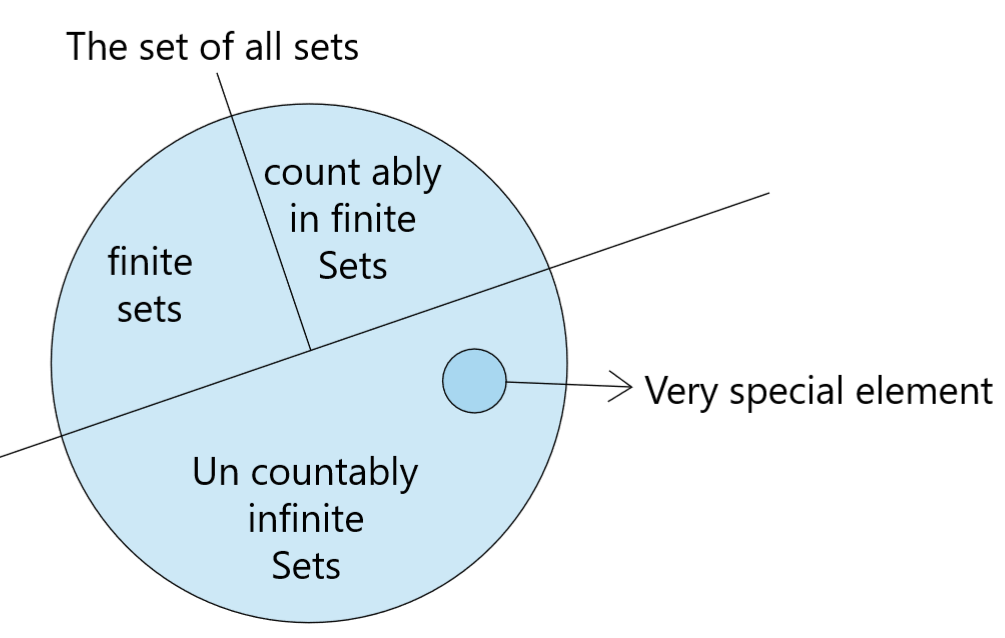 The set of all sets
count ably
in finite
Sets
finite
sets
Very special element
Un countably
infinite
Sets